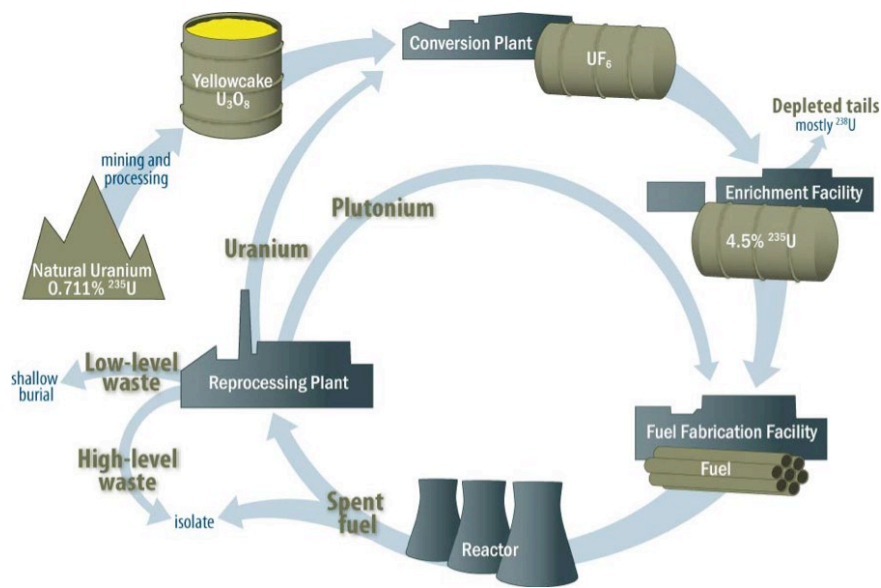 Yellowcake
U₃O₈
Conversion Plant
UF₆
Depleted tails
mostly ²³⁸U
mining and
processing
Enrichment Facility
4.5% ²³⁵U
Natural Uranium
0.711% ²³⁵U
Uranium
Plutonium
Low-level
waste
shallow
burial
Reprocessing Plant
Fuel Fabrication Facility
Fuel
High-level
waste
isolate
Spent
fuel
Reactor